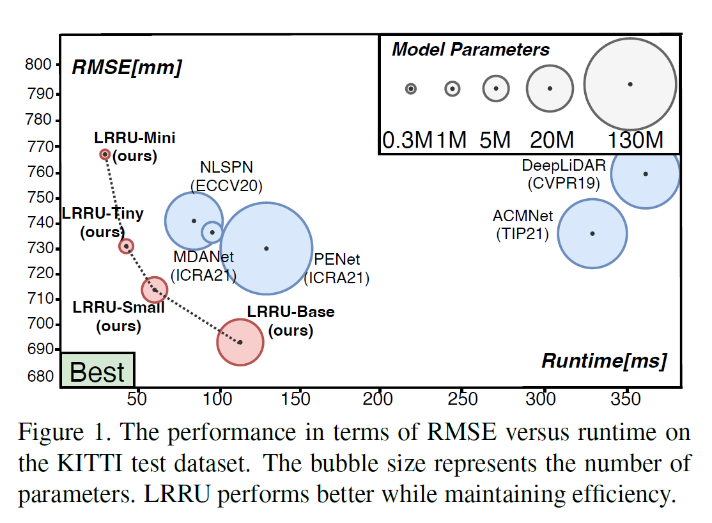 RMSE[mm]
Model Parameters
0.3M 1M 5M 20M 130M
800
790
780
770
760
750
740
730
720
710
700
690
680
LRRU-Mini
(ours)
LRRU-Tiny
(ours)
LRRU-Small
(ours)
LRRU-Base
(ours)
NLSPN
(ECCV20)
MDANet
(ICRA21)
PENet
(ICRA21)
DeepLiDAR
(CVPR19)
ACMNet
(TIP21)
Best
Runtime[ms]
50 100 150 200 250 300 350
Figure 1. The performance in terms of RMSE versus runtime on
the KITTI test dataset. The bubble size represents the number of
parameters. LRRU performs better while maintaining efficiency.